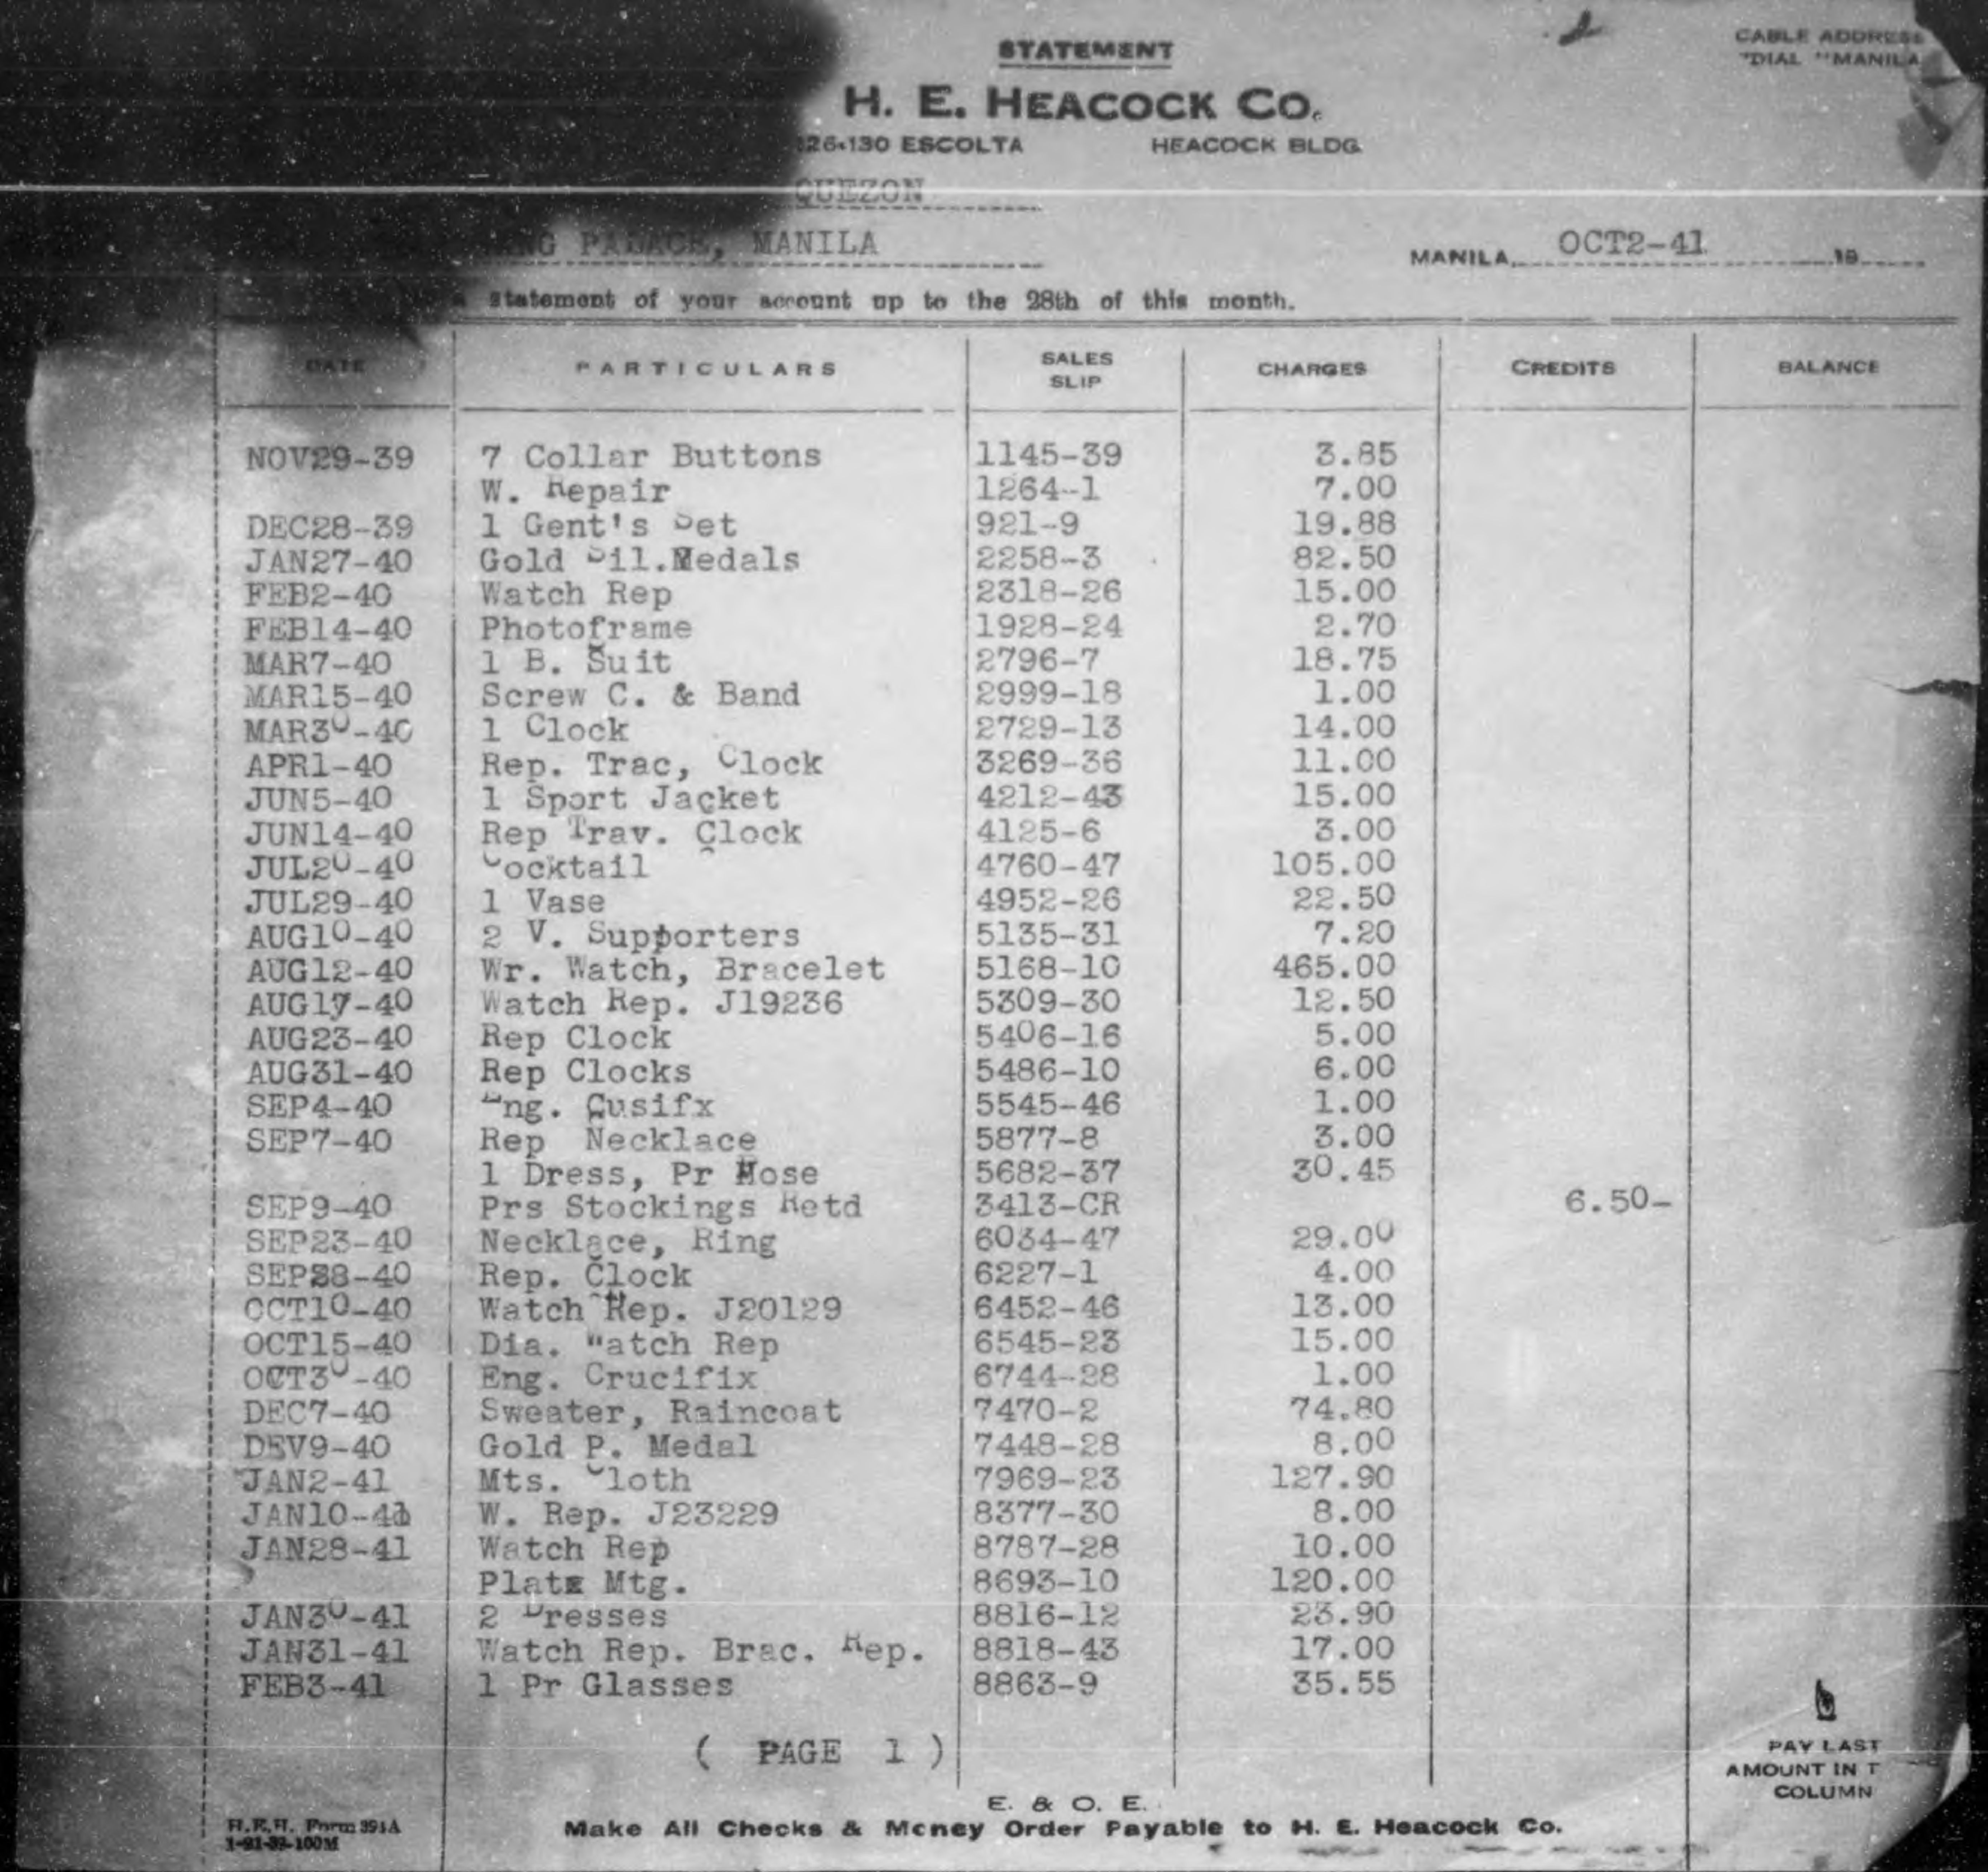 STATEMENT
CABLE ADDRESS
"DIAL "MANILA
H. E. HEACOCK CO.
126-130 ESCOLTA HEACOCK BLDG.
QUEZON
PALACE, MANILA
MANILA, OCT2-41 19
statement of your account up to the 28th of this month.
DATE PARTICULARS SALES SLIP CHARGES CREDITS BALANCE
NOV29-39 7 Collar Buttons 1145-39 3.85
W. Repair 1264-1 7.00
DEC28-39 1 Gent's Set 921-9 19.88
JAN27-40 Gold Sil.Medals 2258-3 82.50
FEB2-40 Watch Rep 2318-26 15.00
FEB14-40 Photoframe 1928-24 2.70
MAR7-40 1 B. Suit 2796-7 18.75
MAR15-40 Screw C. & Band 2999-18 1.00
MAR30-40 1 Clock 2729-13 14.00
APR1-40 Rep. Trac, Clock 3269-36 11.00
JUN5-40 1 Sport Jacket 4212-43 15.00
JUN14-40 Rep Trav. Clock 4125-6 3.00
JUL20-40 Cocktail 4760-47 105.00
JUL29-40 1 Vase 4952-26 22.50
AUG10-40 2 V. Supporters 5135-31 7.20
AUG12-40 Wr. Watch, Bracelet 5168-10 465.00
AUG17-40 Watch Rep. J19236 5309-30 12.50
AUG23-40 Rep Clock 5406-16 5.00
AUG31-40 Rep Clocks 5486-10 6.00
SEP4-40 Eng. Cusifx 5545-46 1.00
SEP7-40 Rep Necklace 5877-8 3.00
1 Dress, Pr Hose 5682-37 30.45
SEP9-40 Prs Stockings Retd 3413-CR 6.50-
SEP23-40 Necklace, Ring 6034-47 29.00
SEP28-40 Rep. Clock 6227-1 4.00
OCT10-40 Watch Rep. J20129 6452-46 13.00
OCT15-40 Dia. Watch Rep 6545-23 15.00
OCT30-40 Eng. Crucifix 6744-28 1.00
DEC7-40 Sweater, Raincoat 7470-2 74.80
DEV9-40 Gold P. Medal 7448-28 8.00
JAN2-41 Mts. Cloth 7969-23 127.90
JAN10-41 W. Rep. J23229 8377-30 8.00
JAN28-41 Watch Rep 8787-28 10.00
Plat Mtg. 8693-10 120.00
JAN30-41 2 Dresses 8816-12 23.90
JAN31-41 Watch Rep. Brac. Rep. 8818-43 17.00
FEB3-41 1 Pr Glasses 8863-9 35.55
( PAGE 1 )
PAY LAST
AMOUNT IN T
COLUMN
E. & O. E.
H.E.H. Form 391A
1-21-39-100M
Make All Checks & Money Order Payable to H. E. Heacock Co.